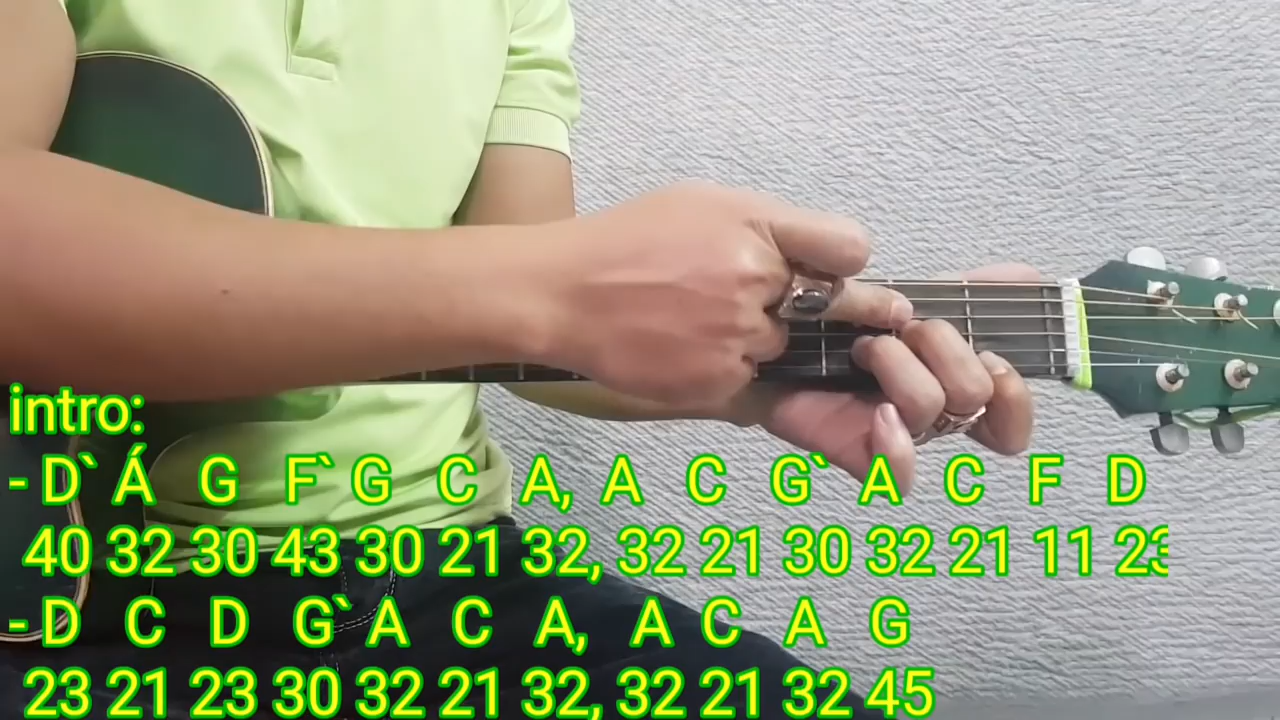 intro:
- D` Á G F` G C A, A C G` A C F D
40 32 30 43 30 21 32, 32 21 30 32 21 11 23
- D C D G` A C A, A C A G
23 21 23 30 32 21 32, 32 21 32 45